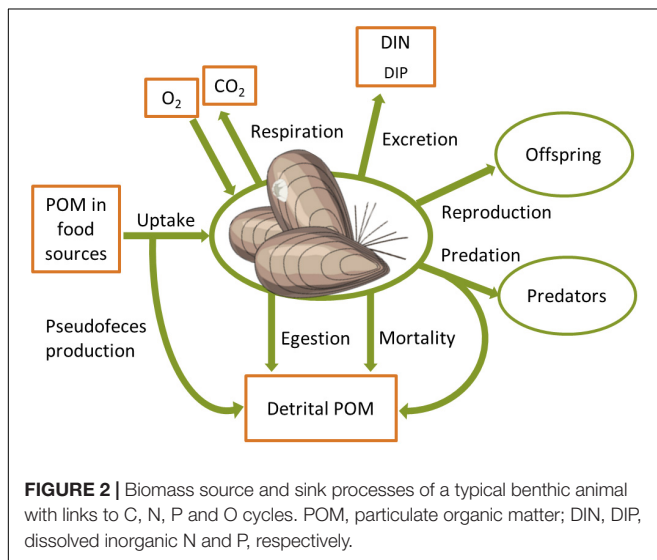 DIN
DIP
O₂
CO₂
Respiration
Excretion
Offspring
POM in
food
sources
Uptake
Reproduction
Predation
Predators
Pseudofeces
production
Egestion
Mortality
Detrital POM
FIGURE 2 | Biomass source and sink processes of a typical benthic animal
with links to C, N, P and O cycles. POM, particulate organic matter; DIN, DIP,
dissolved inorganic N and P, respectively.